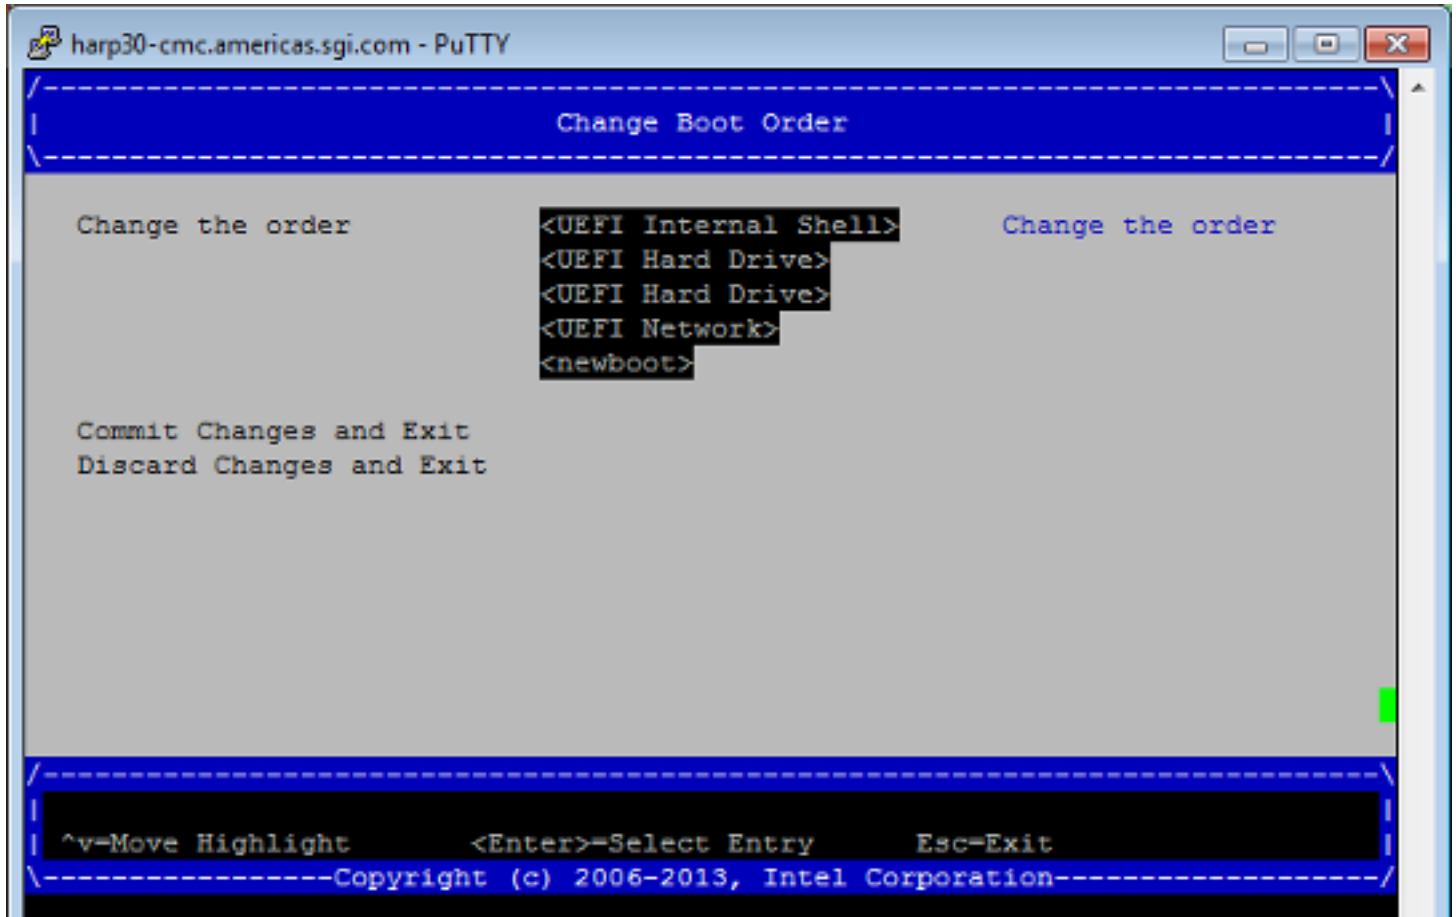 harp30-cmc.americas.sgi.com - PuTTY
/------------------------------------------------------------------------------\
| Change Boot Order |
\------------------------------------------------------------------------------/
Change the order <UEFI Internal Shell> Change the order
<UEFI Hard Drive>
<UEFI Hard Drive>
<UEFI Network>
<newboot>
Commit Changes and Exit
Discard Changes and Exit
/------------------------------------------------------------------------------\
| |
| ^v=Move Highlight <Enter>=Select Entry Esc=Exit |
\-----------------Copyright (c) 2006-2013, Intel Corporation-------------------/